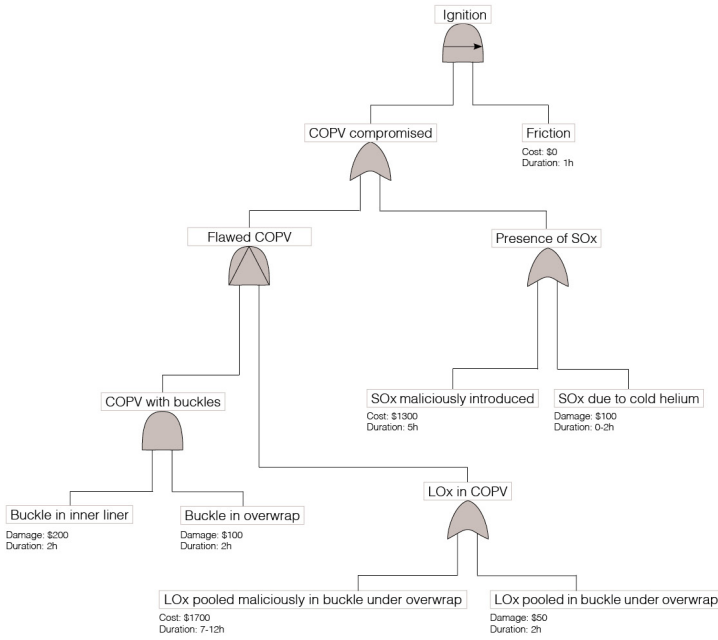 Ignition
COPV compromised
Friction
Cost: $0
Duration: 1h
Flawed COPV
Presence of SOx
COPV with buckles
SOx maliciously introduced
Cost: $1300
Duration: 5h
SOx due to cold helium
Damage: $100
Duration: 0-2h
Buckle in inner liner
Damage: $200
Duration: 2h
Buckle in overwrap
Damage: $100
Duration: 2h
LOx in COPV
LOx pooled maliciously in buckle under overwrap
Cost: $1700
Duration: 7-12h
LOx pooled in buckle under overwrap
Damage: $50
Duration: 2h